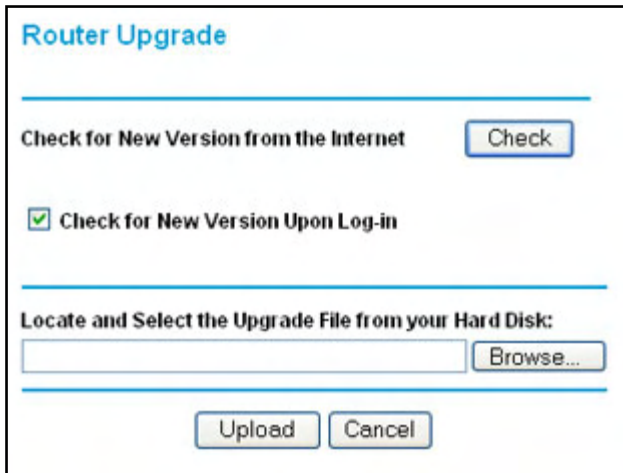 Router Upgrade
Check for New Version from the Internet Check
Check for New Version Upon Log-in
Locate and Select the Upgrade File from your Hard Disk:
Browse...
Upload Cancel